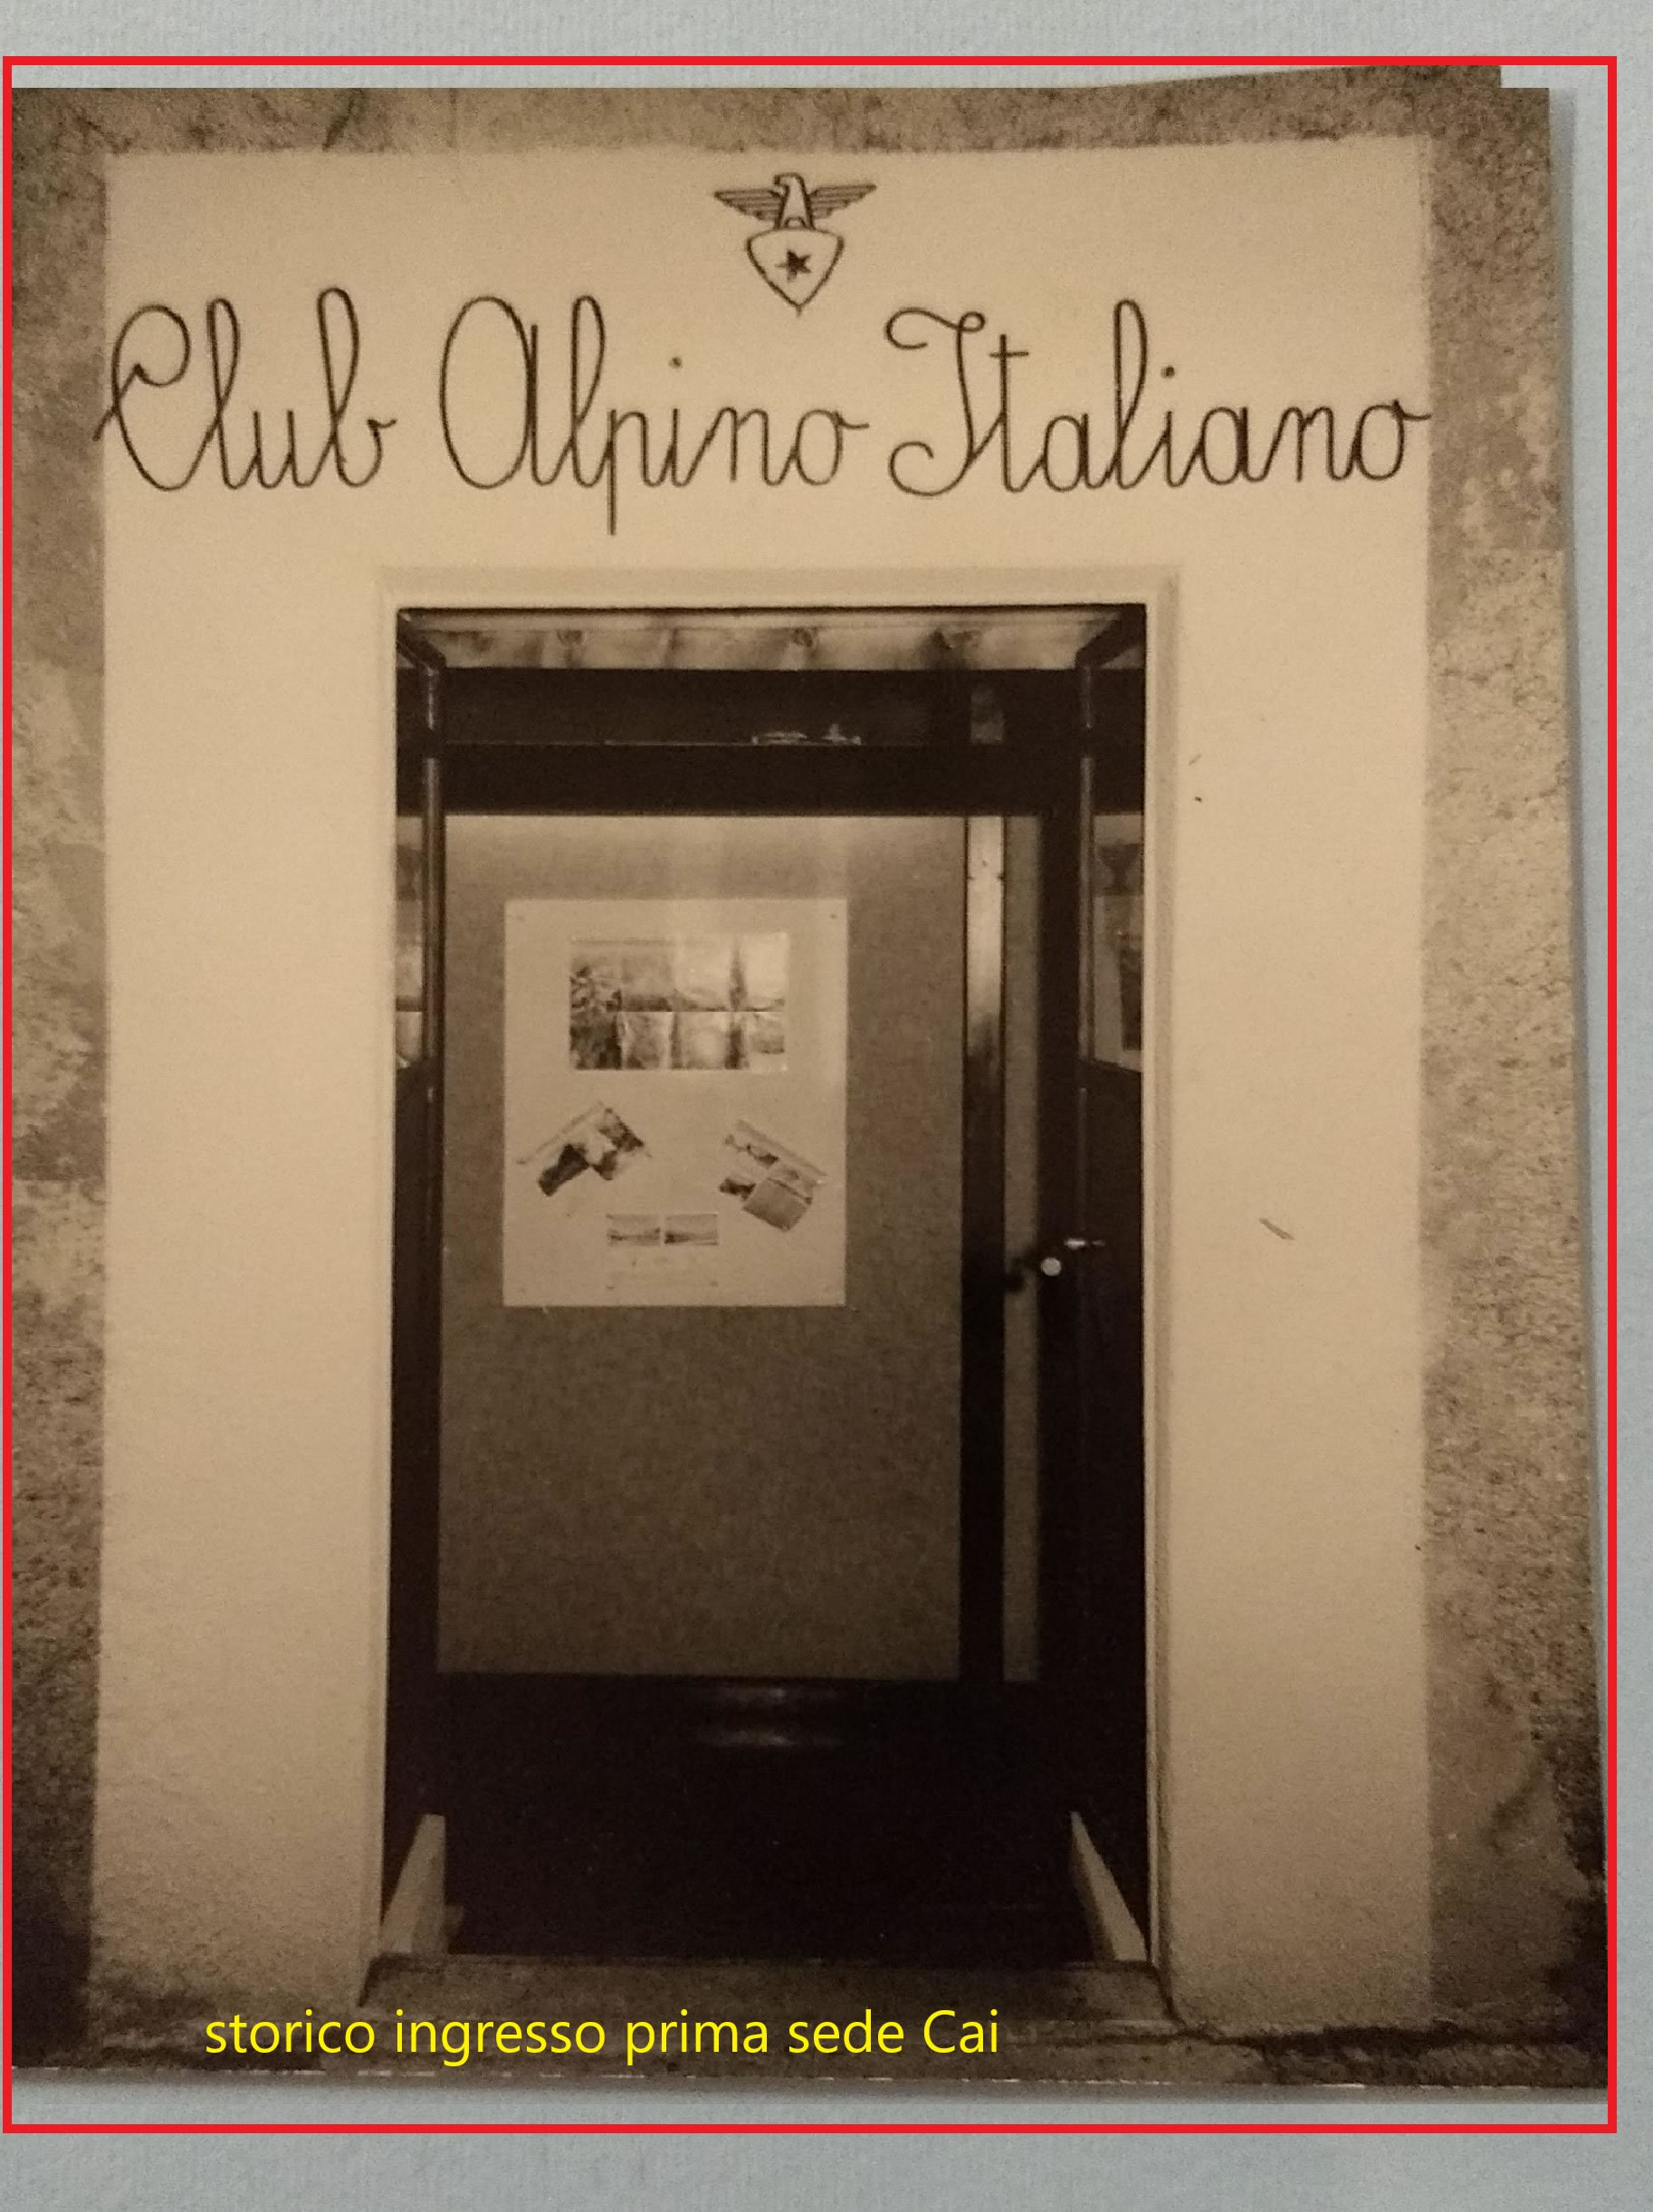 Club Alpino Italiano
storico ingresso prima sede Cai